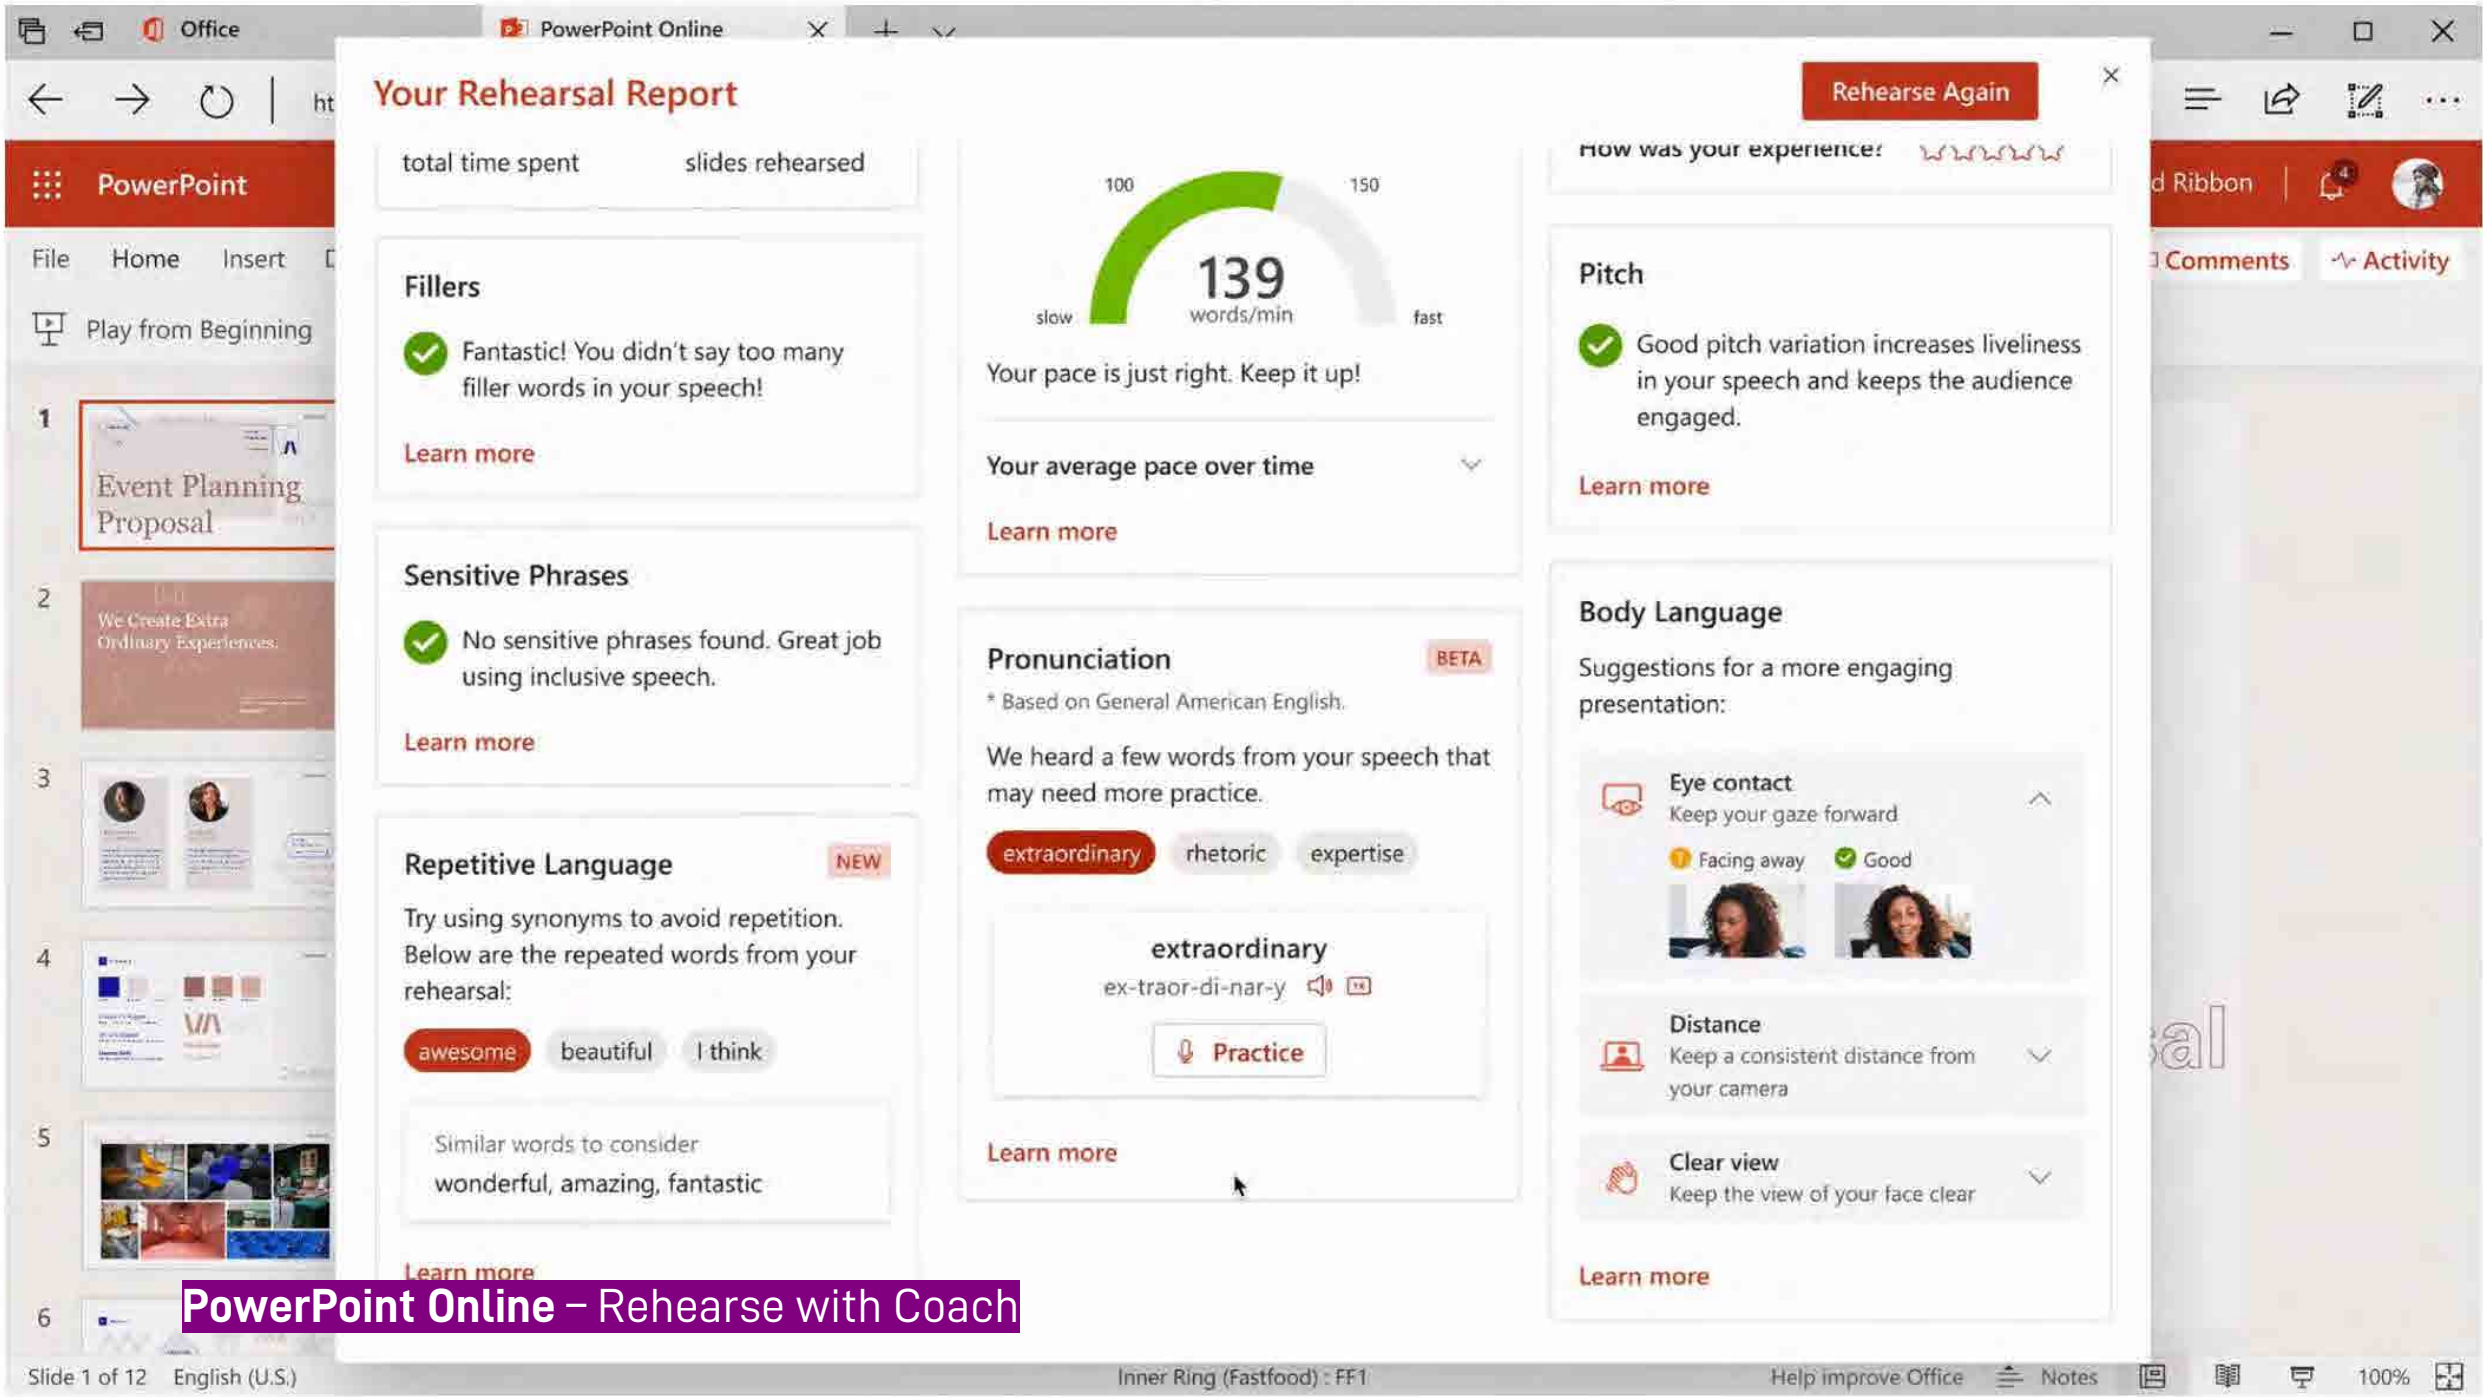 Office
PowerPoint Online
ht
Your Rehearsal Report
Rehearse Again
PowerPoint
d Ribbon
4
File Home Insert
Comments
Activity
Play from Beginning
total time spent
slides rehearsed
Fillers
Fantastic! You didn't say too many
filler words in your speech!
Learn more
Sensitive Phrases
No sensitive phrases found. Great job
using inclusive speech.
Learn more
Repetitive Language
NEW
Try using synonyms to avoid repetition.
Below are the repeated words from your
rehearsal:
awesome beautiful I think
Similar words to consider
wonderful, amazing, fantastic
Learn more
100
150
139
words/min
slow
fast
Your pace is just right. Keep it up!
Your average pace over time
Learn more
Pronunciation
BETA
* Based on General American English.
We heard a few words from your speech that
may need more practice.
extraordinary rhetoric expertise
extraordinary
ex-traor-di-nar-y
Practice
Learn more
How was your experience?
Pitch
Good pitch variation increases liveliness
in your speech and keeps the audience
engaged.
Learn more
Body Language
Suggestions for a more engaging
presentation:
Eye contact
Keep your gaze forward
Facing away
Good
Distance
Keep a consistent distance from
your camera
Clear view
Keep the view of your face clear
Learn more
1
Event Planning
Proposal
2
We Create Extra
Ordinary Experiences.
3
4
5
6
sal
PowerPoint Online – Rehearse with Coach
Slide 1 of 12
English (U.S.)
Inner Ring (Fastfood) : FF1
Help improve Office
Notes
100%